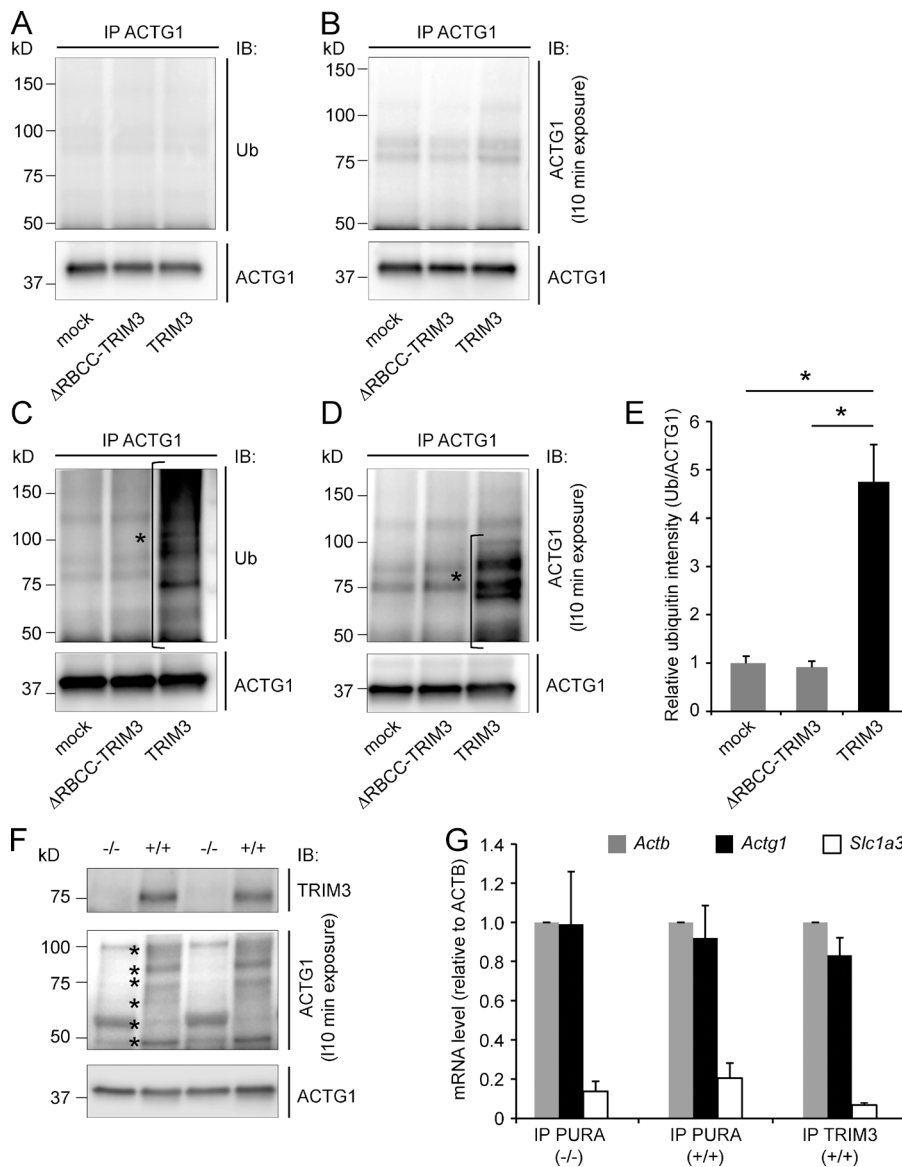 A
IP ACTG1
kD
IB:
150
100
75
50
37
Ub
ACTG1
mock
ΔRBCC-TRIM3
TRIM3
B
IP ACTG1
kD
IB:
150
100
75
50
37
ACTG1
(l10 min exposure)
ACTG1
mock
ΔRBCC-TRIM3
TRIM3
C
IP ACTG1
kD
IB:
150
100
75
50
37
*
Ub
ACTG1
mock
ΔRBCC-TRIM3
TRIM3
D
IP ACTG1
kD
IB:
150
100
75
50
37
*
ACTG1
(l10 min exposure)
ACTG1
mock
ΔRBCC-TRIM3
TRIM3
E
*
*
Relative ubiquitin intensity (Ub/ACTG1)
6
5
4
3
2
1
0
mock
ΔRBCC-TRIM3
TRIM3
F
kD
-/- +/+ -/- +/+
IB:
75
TRIM3
100
75
50
*
*
*
*
*
*
ACTG1
(l10 min exposure)
37
ACTG1
G
Actb Actg1 Slc1a3
mRNA level (relative to ACTB)
1.4
1.2
1.0
0.8
0.6
0.4
0.2
0
IP PURA
(-/-)
IP PURA
(+/+)
IP TRIM3
(+/+)